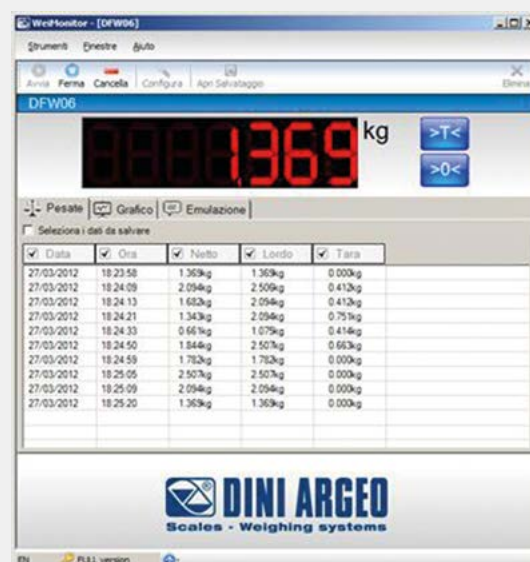 WeiMonitor - [DFW06]
Strumenti Finestre Aiuto
Avvia Ferma Cancella Configura Apri Salvataggio Elimina
DFW06
1.369 kg >T<
>0<
Pesate Grafico Emulazione
Seleziona i dati da salvare
Data Ora Netto Lordo Tara
27/03/2012 18:23:58 1.369kg 1.369kg 0.000kg
27/03/2012 18:24:09 2.094kg 2.506kg 0.412kg
27/03/2012 18:24:13 1.682kg 2.094kg 0.412kg
27/03/2012 18:24:21 1.343kg 2.094kg 0.751kg
27/03/2012 18:24:33 0.661kg 1.075kg 0.414kg
27/03/2012 18:24:50 1.844kg 2.507kg 0.663kg
27/03/2012 18:24:59 1.782kg 1.782kg 0.000kg
27/03/2012 18:25:05 2.507kg 2.507kg 0.000kg
27/03/2012 18:25:09 2.094kg 2.094kg 0.000kg
27/03/2012 18:25:20 1.369kg 1.369kg 0.000kg
DINI ARGEO
Scales - Weighing systems
EN FULL version